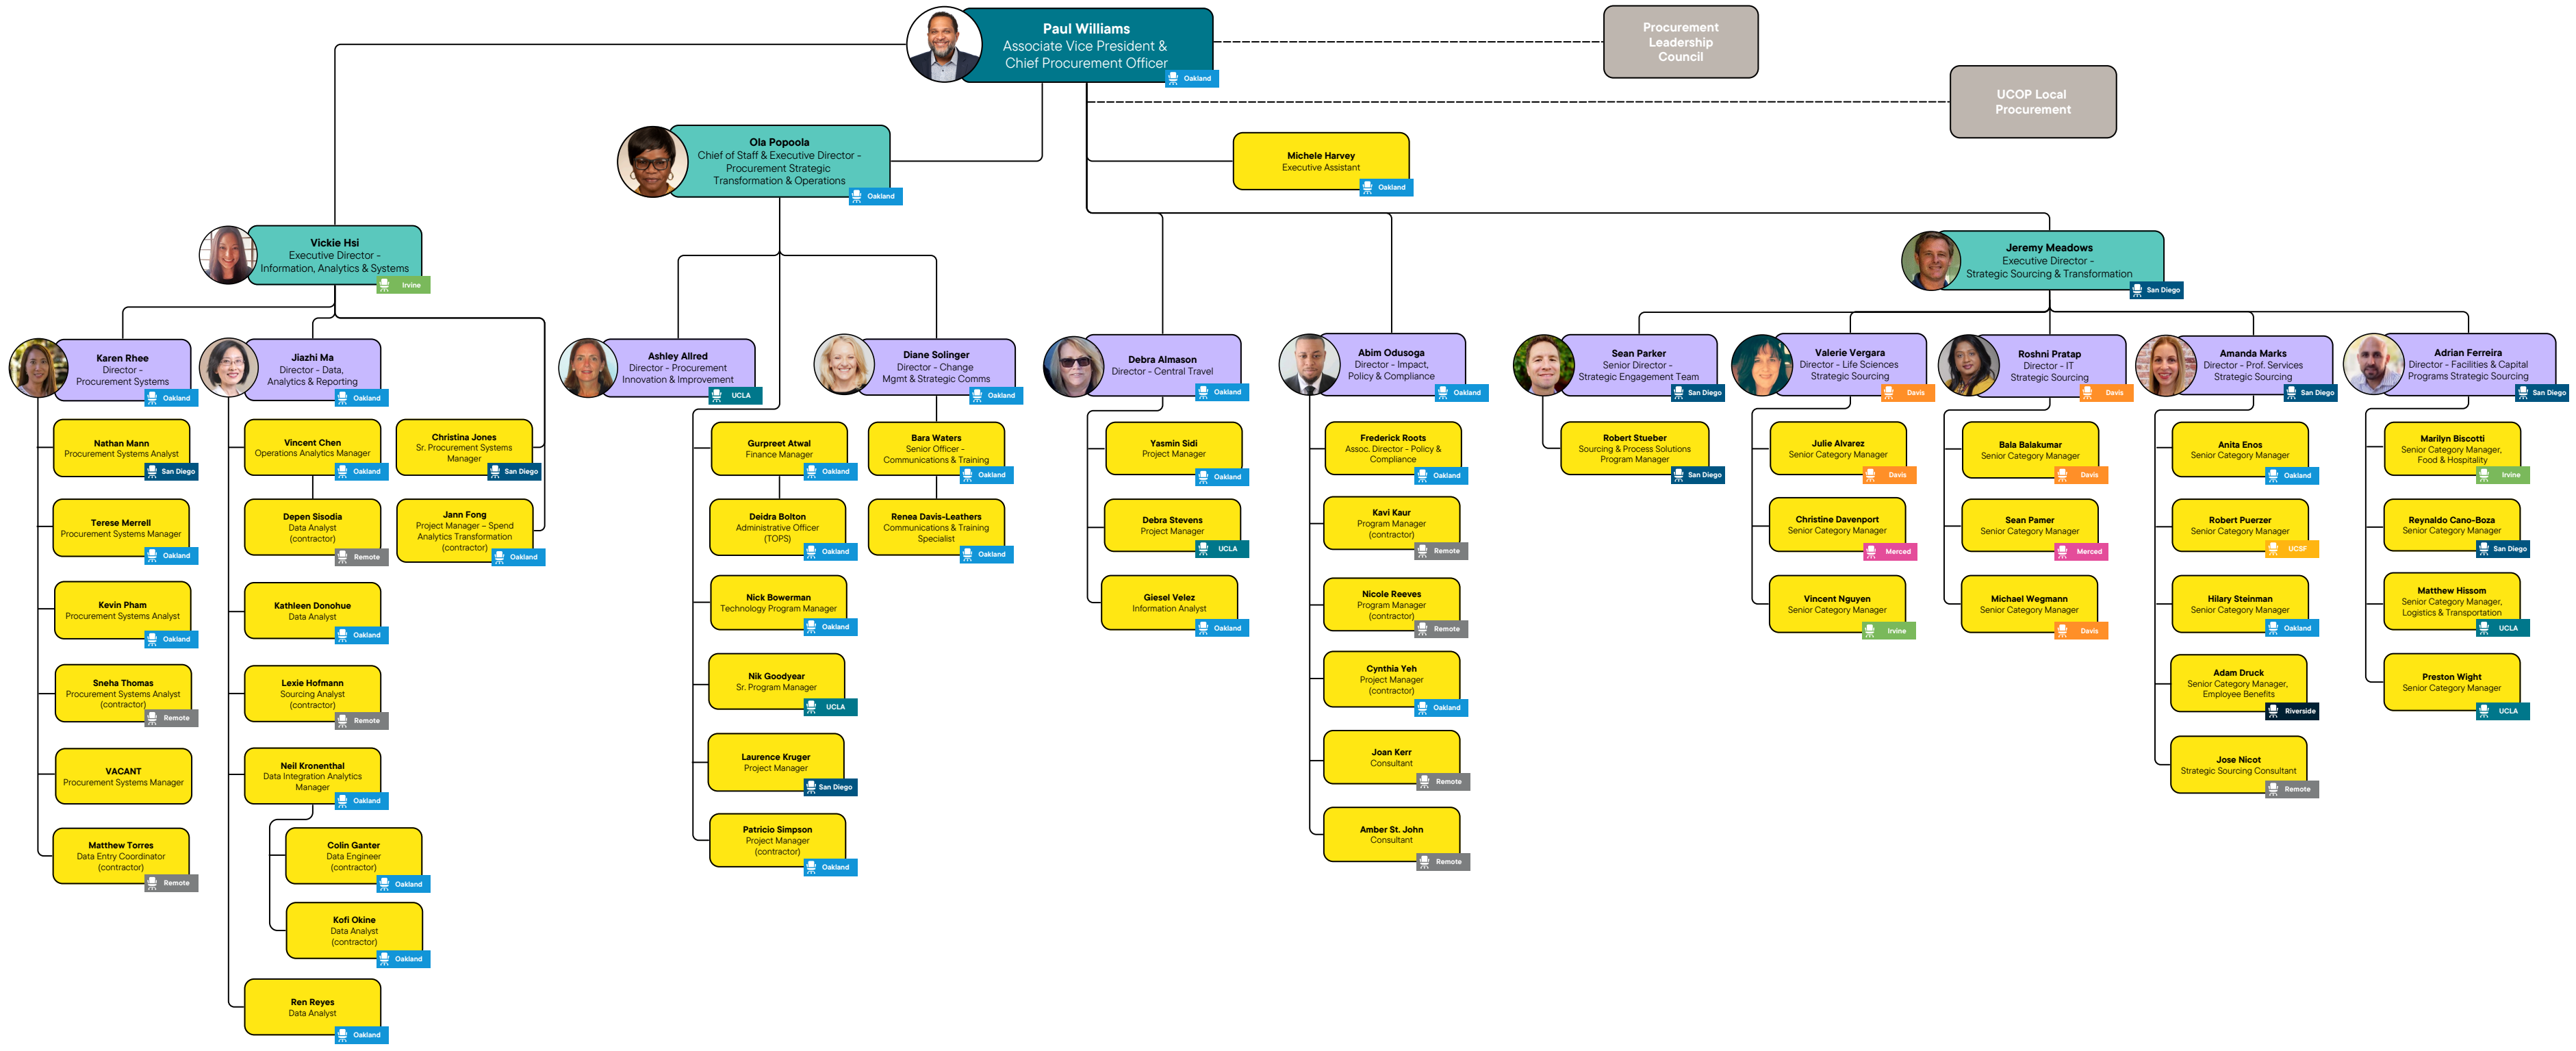 Paul Williams
Associate Vice President &
Chief Procurement Officer
Oakland
Procurement
Leadership
Council
UCOP Local
Procurement
Ola Popoola
Chief of Staff & Executive Director -
Procurement Strategic
Transformation & Operations
Oakland
Michele Harvey
Executive Assistant
Oakland
Vickie Hsi
Executive Director -
Information, Analytics & Systems
Irvine
Jeremy Meadows
Executive Director -
Strategic Sourcing & Transformation
San Diego
Karen Rhee
Director -
Procurement Systems
Oakland
Nathan Mann
Procurement Systems Analyst
San Diego
Terese Merrell
Procurement Systems Manager
Oakland
Kevin Pham
Procurement Systems Analyst
Oakland
Sneha Thomas
Procurement Systems Analyst
(contractor)
Remote
VACANT
Procurement Systems Manager
Matthew Torres
Data Entry Coordinator
(contractor)
Remote
Jiazhi Ma
Director - Data,
Analytics & Reporting
Oakland
Vincent Chen
Operations Analytics Manager
Oakland
Depen Sisodia
Data Analyst
(contractor)
Remote
Kathleen Donohue
Data Analyst
Oakland
Lexie Hofmann
Sourcing Analyst
(contractor)
Remote
Neil Kronenthal
Data Integration Analytics
Manager
Oakland
Colin Ganter
Data Engineer
(contractor)
Oakland
Kofi Okine
Data Analyst
(contractor)
Oakland
Ren Reyes
Data Analyst
Oakland
Christina Jones
Sr. Procurement Systems
Manager
San Diego
Jann Fong
Project Manager – Spend
Analytics Transformation
(contractor)
Oakland
Ashley Allred
Director - Procurement
Innovation & Improvement
UCLA
Gurpreet Atwal
Finance Manager
Oakland
Deidra Bolton
Administrative Officer
(TOPS)
Oakland
Nick Bowerman
Technology Program Manager
Oakland
Nik Goodyear
Sr. Program Manager
UCLA
Laurence Kruger
Project Manager
San Diego
Patricio Simpson
Project Manager
(contractor)
Oakland
Diane Solinger
Director - Change
Mgmt & Strategic Comms
Oakland
Bara Waters
Senior Officer -
Communications & Training
Oakland
Renea Davis-Leathers
Communications & Training
Specialist
Oakland
Debra Almason
Director - Central Travel
Oakland
Yasmin Sidi
Project Manager
Oakland
Debra Stevens
Project Manager
UCLA
Giesel Velez
Information Analyst
Oakland
Abim Odusoga
Director - Impact,
Policy & Compliance
Oakland
Frederick Roots
Assoc. Director - Policy &
Compliance
Oakland
Kavi Kaur
Program Manager
(contractor)
Remote
Nicole Reeves
Program Manager
(contractor)
Remote
Cynthia Yeh
Project Manager
(contractor)
Oakland
Joan Kerr
Consultant
Remote
Amber St. John
Consultant
Remote
Sean Parker
Senior Director -
Strategic Engagement Team
San Diego
Robert Stueber
Sourcing & Process Solutions
Program Manager
San Diego
Valerie Vergara
Director - Life Sciences
Strategic Sourcing
Davis
Julie Alvarez
Senior Category Manager
Davis
Christine Davenport
Senior Category Manager
Merced
Vincent Nguyen
Senior Category Manager
Irvine
Roshni Pratap
Director - IT
Strategic Sourcing
Davis
Bala Balakumar
Senior Category Manager
Davis
Sean Pamer
Senior Category Manager
Merced
Michael Wegmann
Senior Category Manager
Davis
Amanda Marks
Director - Prof. Services
Strategic Sourcing
San Diego
Anita Enos
Senior Category Manager
Oakland
Robert Puerzer
Senior Category Manager
UCSF
Hilary Steinman
Senior Category Manager
Oakland
Adam Druck
Senior Category Manager,
Employee Benefits
Riverside
Jose Nicot
Strategic Sourcing Consultant
Remote
Adrian Ferreira
Director - Facilities & Capital
Programs Strategic Sourcing
San Diego
Marilyn Biscotti
Senior Category Manager,
Food & Hospitality
Irvine
Reynaldo Cano-Boza
Senior Category Manager
San Diego
Matthew Hissom
Senior Category Manager,
Logistics & Transportation
UCLA
Preston Wight
Senior Category Manager
UCLA